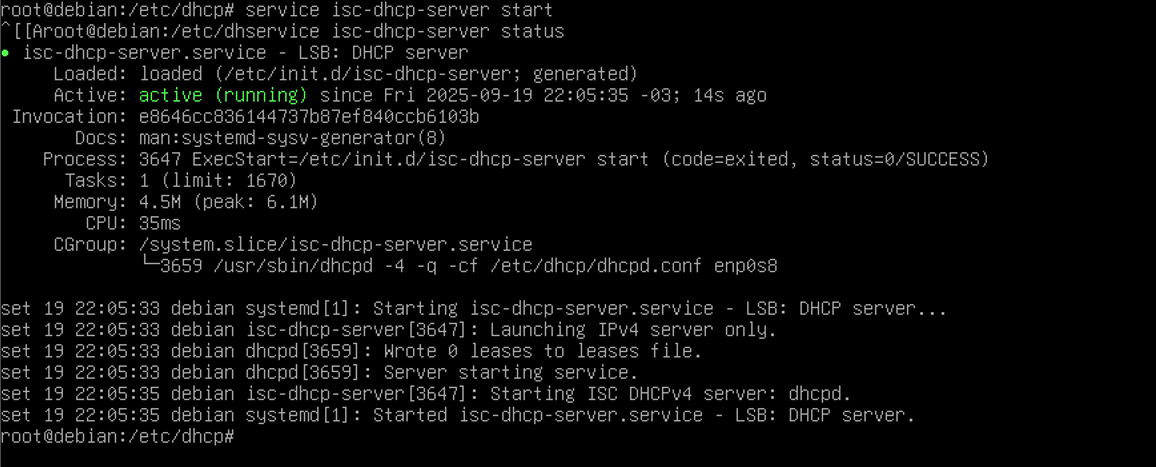 root@debian:/etc/dhcp# service isc-dhcp-server start
^[[Aroot@debian:/etc/dhservice isc-dhcp-server status
● isc-dhcp-server.service - LSB: DHCP server
Loaded: loaded (/etc/init.d/isc-dhcp-server; generated)
Active: active (running) since Fri 2025-09-19 22:05:35 -03; 14s ago
Invocation: e8646cc836144737b87ef840ccb6103b
Docs: man:systemd-sysv-generator(8)
Process: 3647 ExecStart=/etc/init.d/isc-dhcp-server start (code=exited, status=0/SUCCESS)
Tasks: 1 (limit: 1670)
Memory: 4.5M (peak: 6.1M)
CPU: 35ms
CGroup: /system.slice/isc-dhcp-server.service
└─3659 /usr/sbin/dhcpd -4 -q -cf /etc/dhcp/dhcpd.conf enp0s8
set 19 22:05:33 debian systemd[1]: Starting isc-dhcp-server.service - LSB: DHCP server...
set 19 22:05:33 debian isc-dhcp-server[3647]: Launching IPv4 server only.
set 19 22:05:33 debian dhcpd[3659]: Wrote 0 leases to leases file.
set 19 22:05:33 debian dhcpd[3659]: Server starting service.
set 19 22:05:35 debian isc-dhcp-server[3647]: Starting ISC DHCPv4 server: dhcpd.
set 19 22:05:35 debian systemd[1]: Started isc-dhcp-server.service - LSB: DHCP server.
root@debian:/etc/dhcp#